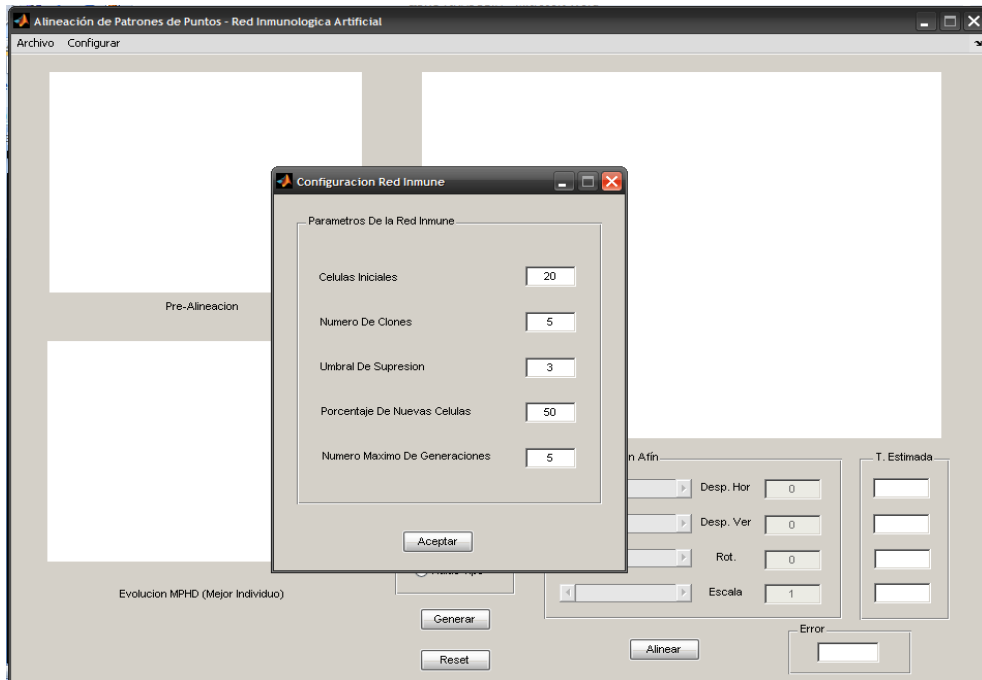 Alineación de Patrones de Puntos - Red Inmunologica Artificial
Archivo Configurar
Pre-Alineacion
Evolucion MPHD (Mejor Individuo)
Configuracion Red Inmune
Parametros De la Red Inmune
Celulas Iniciales 20
Numero De Clones 5
Umbral De Supresion 3
Porcentaje De Nuevas Celulas 50
Numero Maximo De Generaciones 5
Aceptar
Generar
Reset
n Afín
Desp. Hor 0
Desp. Ver 0
Rot. 0
Escala 1
Alinear
T. Estimada
Error